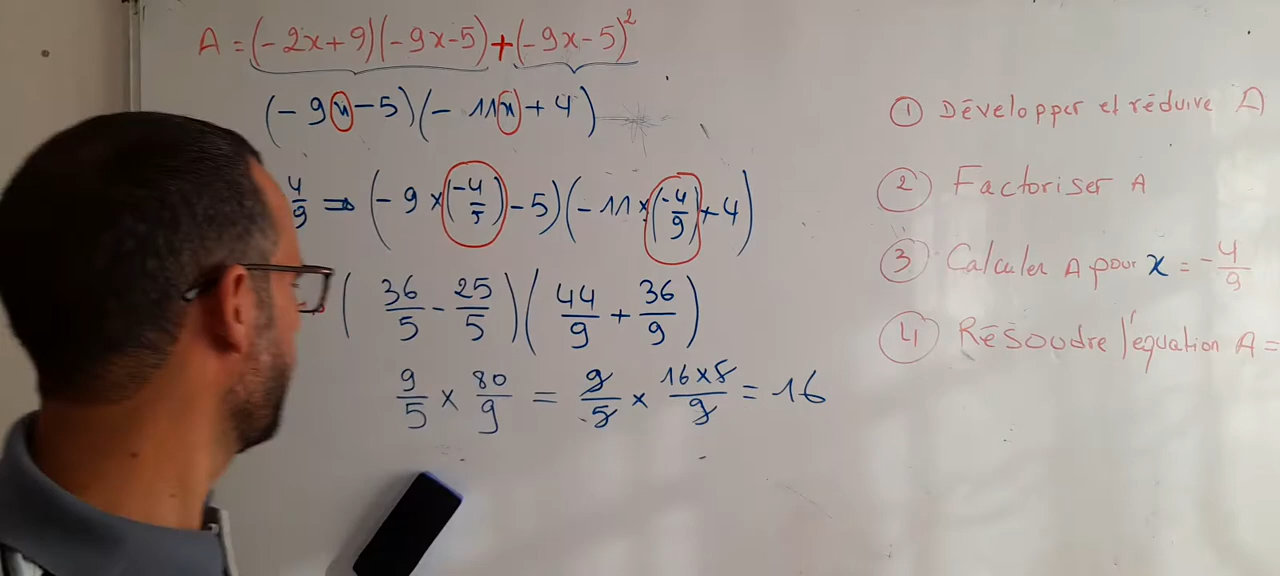 A = (-2x+9)(-9x-5)+(-9x-5)²
(-9x-5)(-11x+4)
4/9 ⇒ (-9×(-4/5)-5)(-11×(-4/9)+4)
(36/5 - 25/5)(44/9 + 36/9)
9/5 × 80/9 = 9/5 × 16×5/9 = 16
① Développer et réduire A
② Factoriser A
③ Calculer A pour x = -4/9
④ Résoudre l'équation A =